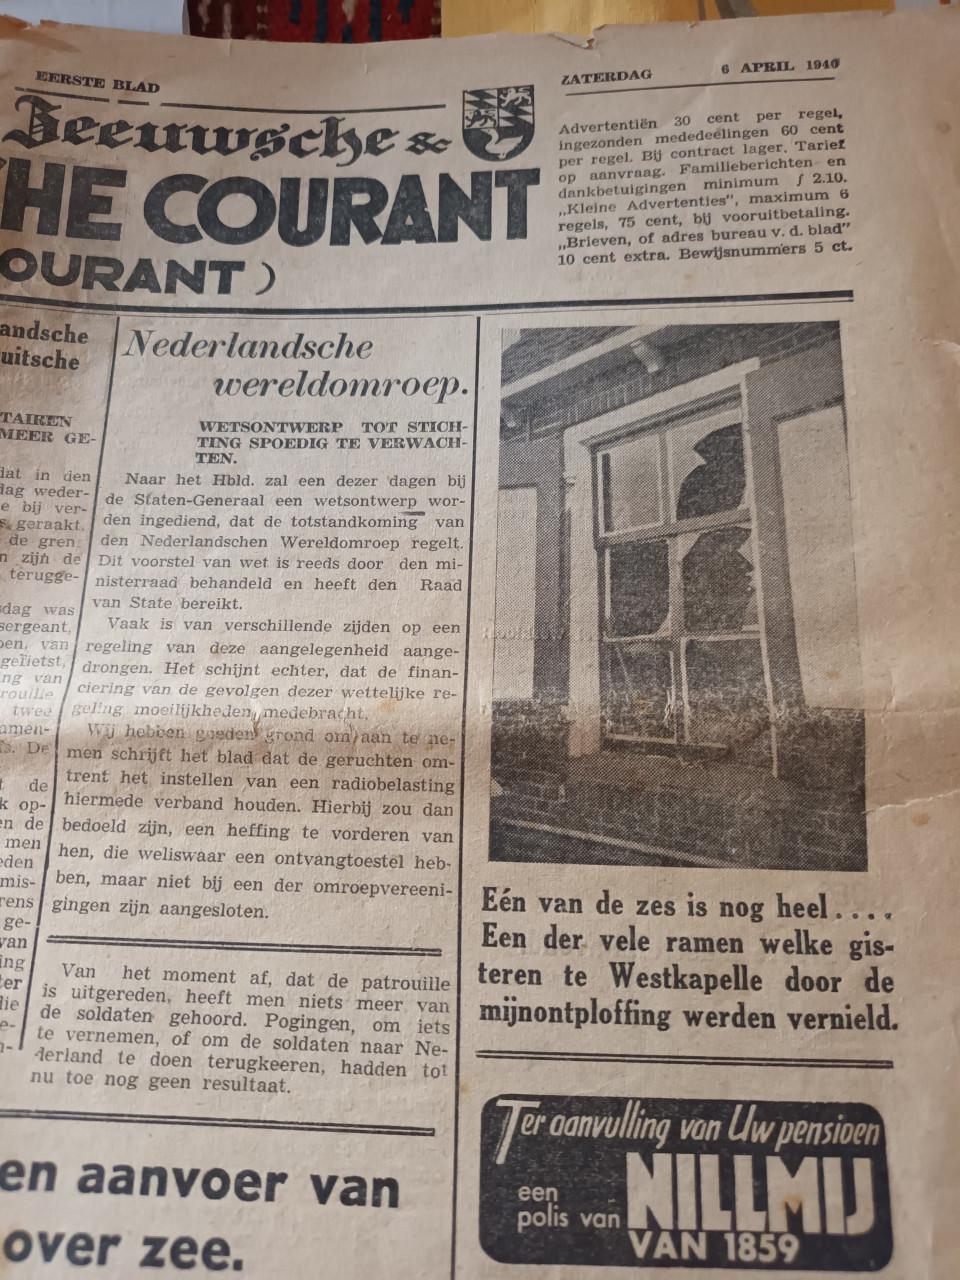 EERSTE BLAD
ZATERDAG 6 APRIL 1940
Zeeuwsche &
HE COURANT
OURANT)
Advertentiën 30 cent per regel,
ingezonden mededeelingen 60 cent
per regel. Bij contract lager. Tarief
op aanvraag. Familieberichten en
dankbetuigingen minimum ƒ 2.10.
„Kleine Advertenties”, maximum 6
regels, 75 cent, bij vooruitbetaling.
„Brieven, of adres bureau v. d. blad”
10 cent extra. Bewijsnummers 5 ct.
andsche
uitsche
TAIREN
MEER GE-
dat in den
dag weder-
e bij ver-
s geraakt.
de gren
n zijn de
terugge-
sdag was
sergeant,
pen, van
gefietst,
ng van
rouille
twee
amen-
s. De
t de
k op-
en de
men
eden
mis-
rens
ge-
van
ing
ter
die
e-
n-
Nederlandsche
wereldomroep.
WETSONTWERP TOT STICH-
TING SPOEDIG TE VERWACH-
TEN.
Naar het Hbld. zal een dezer dagen bij
de Staten-Generaal een wetsontwerp wor-
den ingediend, dat de totstandkoming van
den Nederlandschen Wereldomroep regelt.
Dit voorstel van wet is reeds door den mi-
nisterraad behandeld en heeft den Raad
van State bereikt.
Vaak is van verschillende zijden op een
regeling van deze aangelegenheid aange-
drongen. Het schijnt echter, dat de finan-
ciering van de gevolgen dezer wettelijke re-
geling moeilijkheden medebracht.
Wij hebben goeden grond om aan te ne-
men schrijft het blad dat de geruchten om-
trent het instellen van een radiobelasting
hiermede verband houden. Hierbij zou dan
bedoeld zijn, een heffing te vorderen van
hen, die weliswaar een ontvangtoestel heb-
ben, maar niet bij een der omroepvereeni-
gingen zijn aangesloten.
Van het moment af, dat de patrouille
is uitgereden, heeft men niets meer van
de soldaten gehoord. Pogingen, om iets
te vernemen, of om de soldaten naar Ne-
derland te doen terugkeeren, hadden tot
nu toe nog geen resultaat.
en aanvoer van
over zee.
Eén van de zes is nog heel....
Een der vele ramen welke gis-
teren te Westkapelle door de
mijnontploffing werden vernield.
Ter aanvulling van Uw pensioen
een
polis van NILLMIJ
VAN 1859